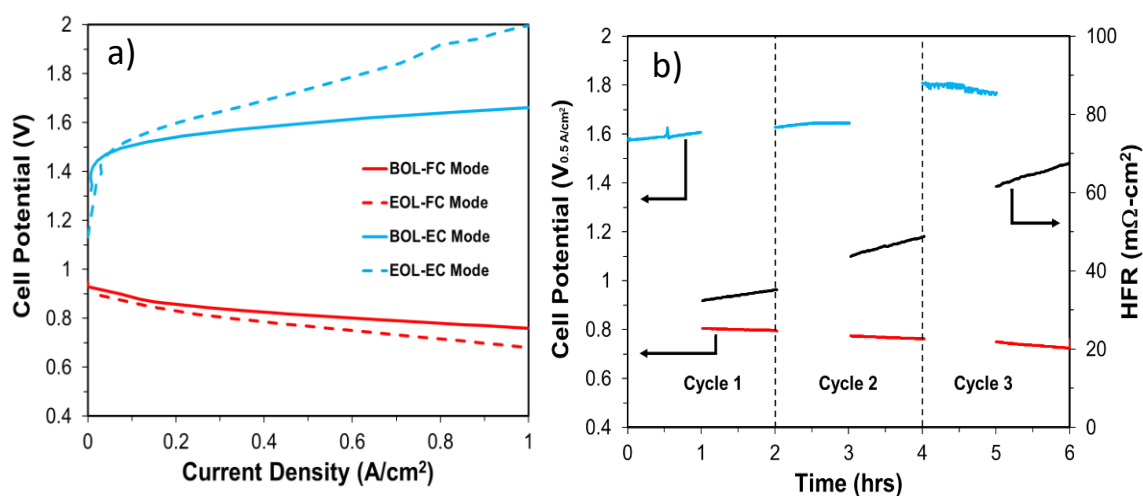 a)
2
1.8
1.6
1.4
1.2
1
0.8
0.6
0.4
Cell Potential (V)
BOL-FC Mode
EOL-FC Mode
BOL-EC Mode
EOL-EC Mode
0 0.2 0.4 0.6 0.8 1
Current Density (A/cm²)
b)
2
1.8
1.6
1.4
1.2
1
0.8
0.6
0.4
Cell Potential (V₀.₅ A/cm²)
100
80
60
40
20
0
HFR (mΩ-cm²)
Cycle 1 Cycle 2 Cycle 3
0 1 2 3 4 5 6
Time (hrs)